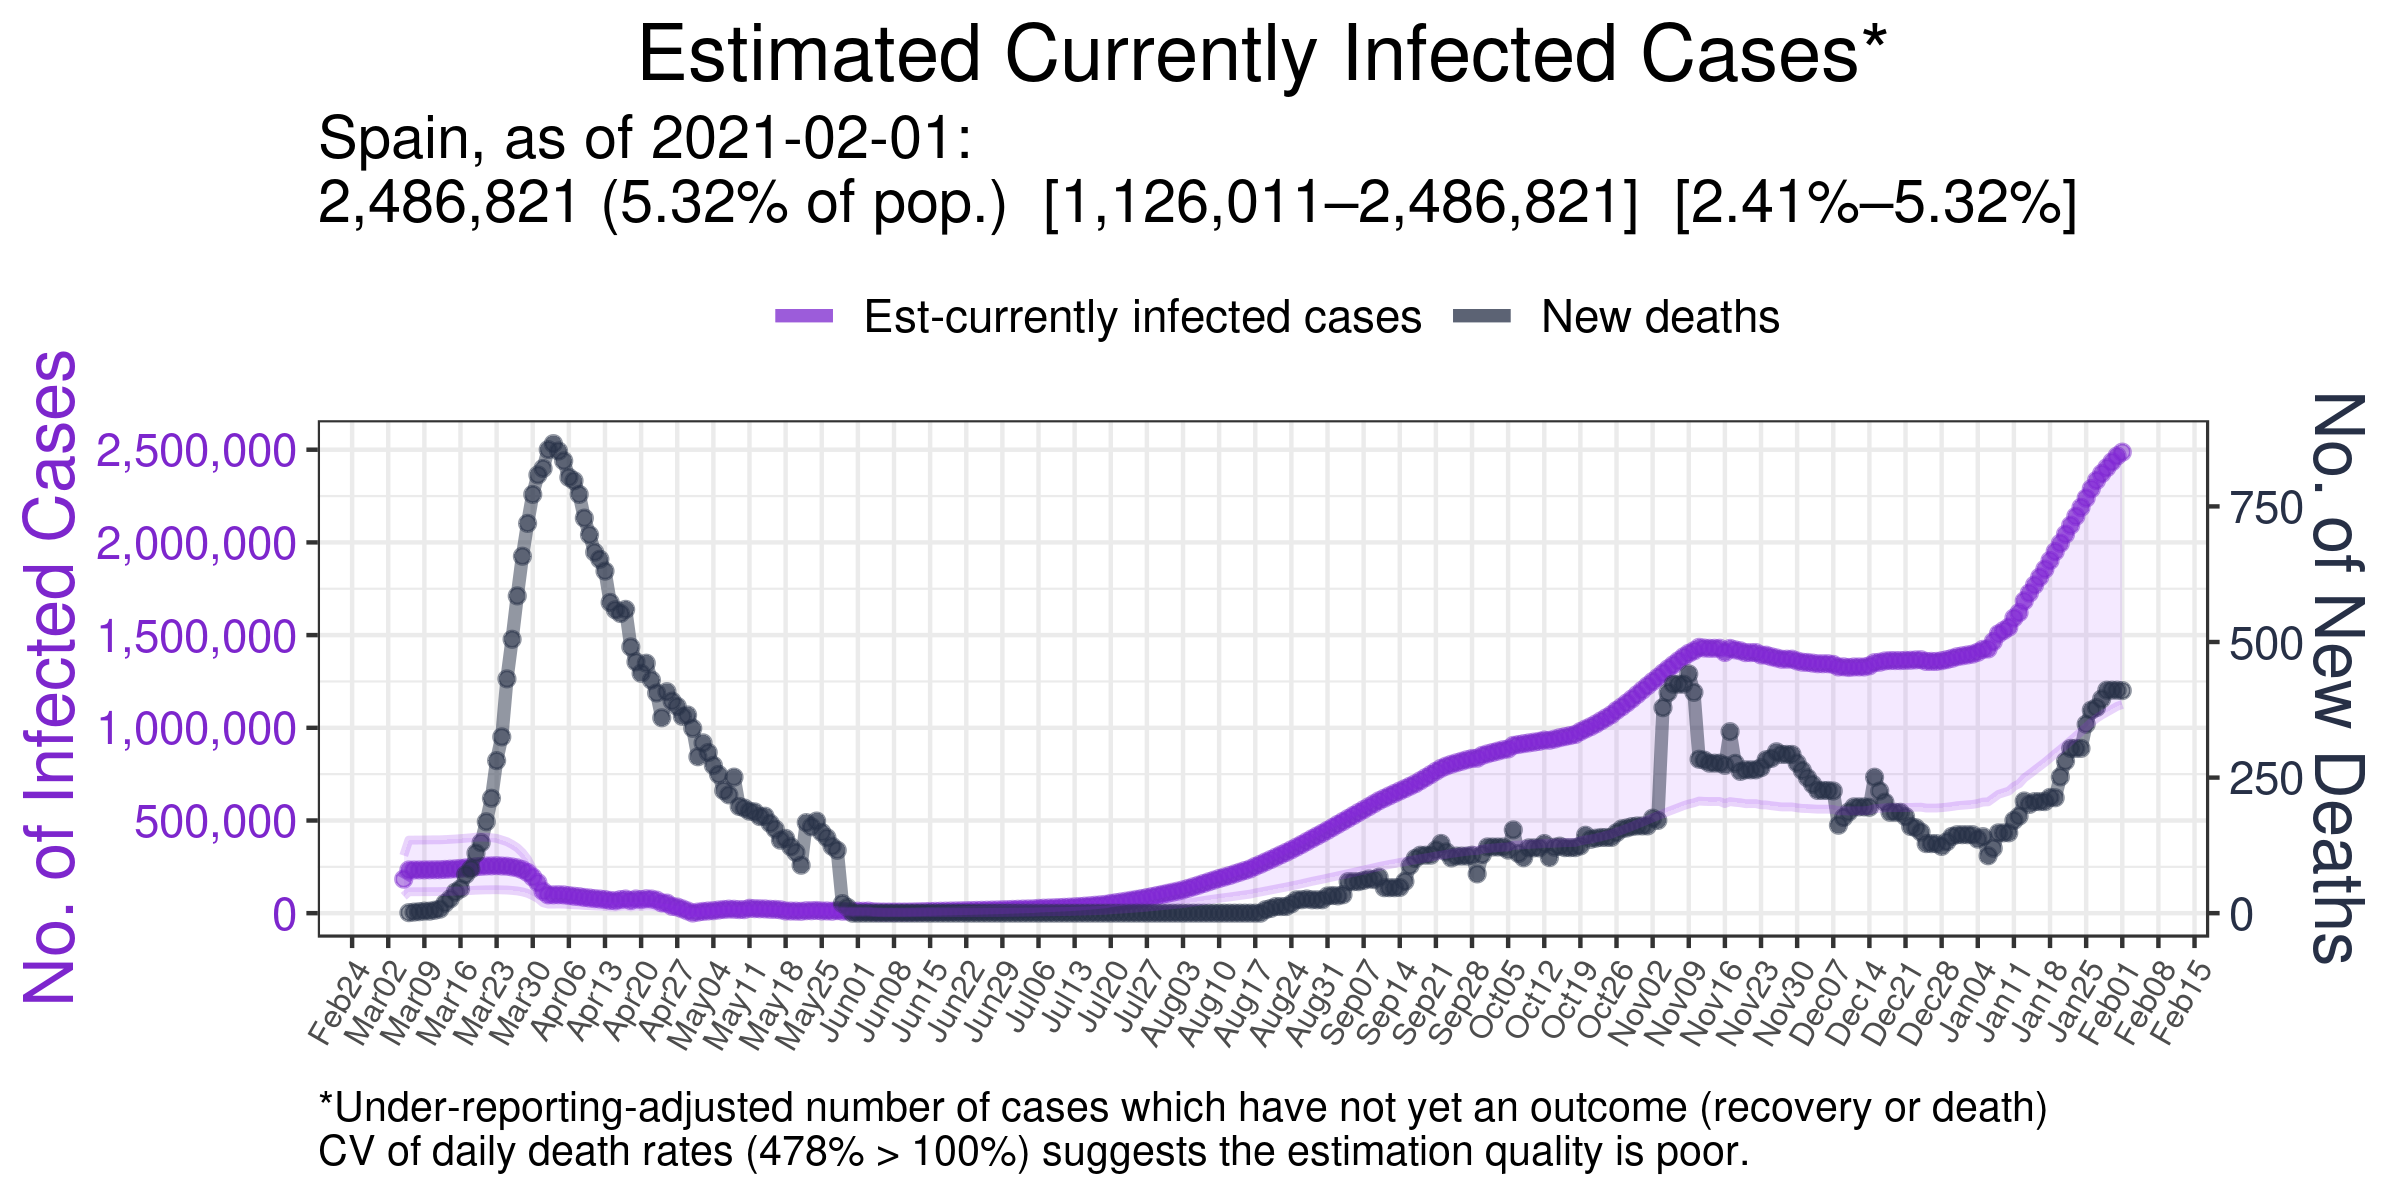 Estimated Currently Infected Cases*
Spain, as of 2021-02-01:
2,486,821 (5.32% of pop.) [1,126,011–2,486,821] [2.41%–5.32%]
Est-currently infected cases
New deaths
No. of Infected Cases
2,500,000
2,000,000
1,500,000
1,000,000
500,000
0
750
500
250
0
No. of New Deaths
Feb24
Mar02
Mar09
Mar16
Mar23
Mar30
Apr06
Apr13
Apr20
Apr27
May04
May11
May18
May25
Jun01
Jun08
Jun15
Jun22
Jun29
Jul06
Jul13
Jul20
Jul27
Aug03
Aug10
Aug17
Aug24
Aug31
Sep07
Sep14
Sep21
Sep28
Oct05
Oct12
Oct19
Oct26
Nov02
Nov09
Nov16
Nov23
Nov30
Dec07
Dec14
Dec21
Dec28
Jan04
Jan11
Jan18
Jan25
Feb01
Feb08
Feb15
*Under-reporting-adjusted number of cases which have not yet an outcome (recovery or death)
CV of daily death rates (478% > 100%) suggests the estimation quality is poor.